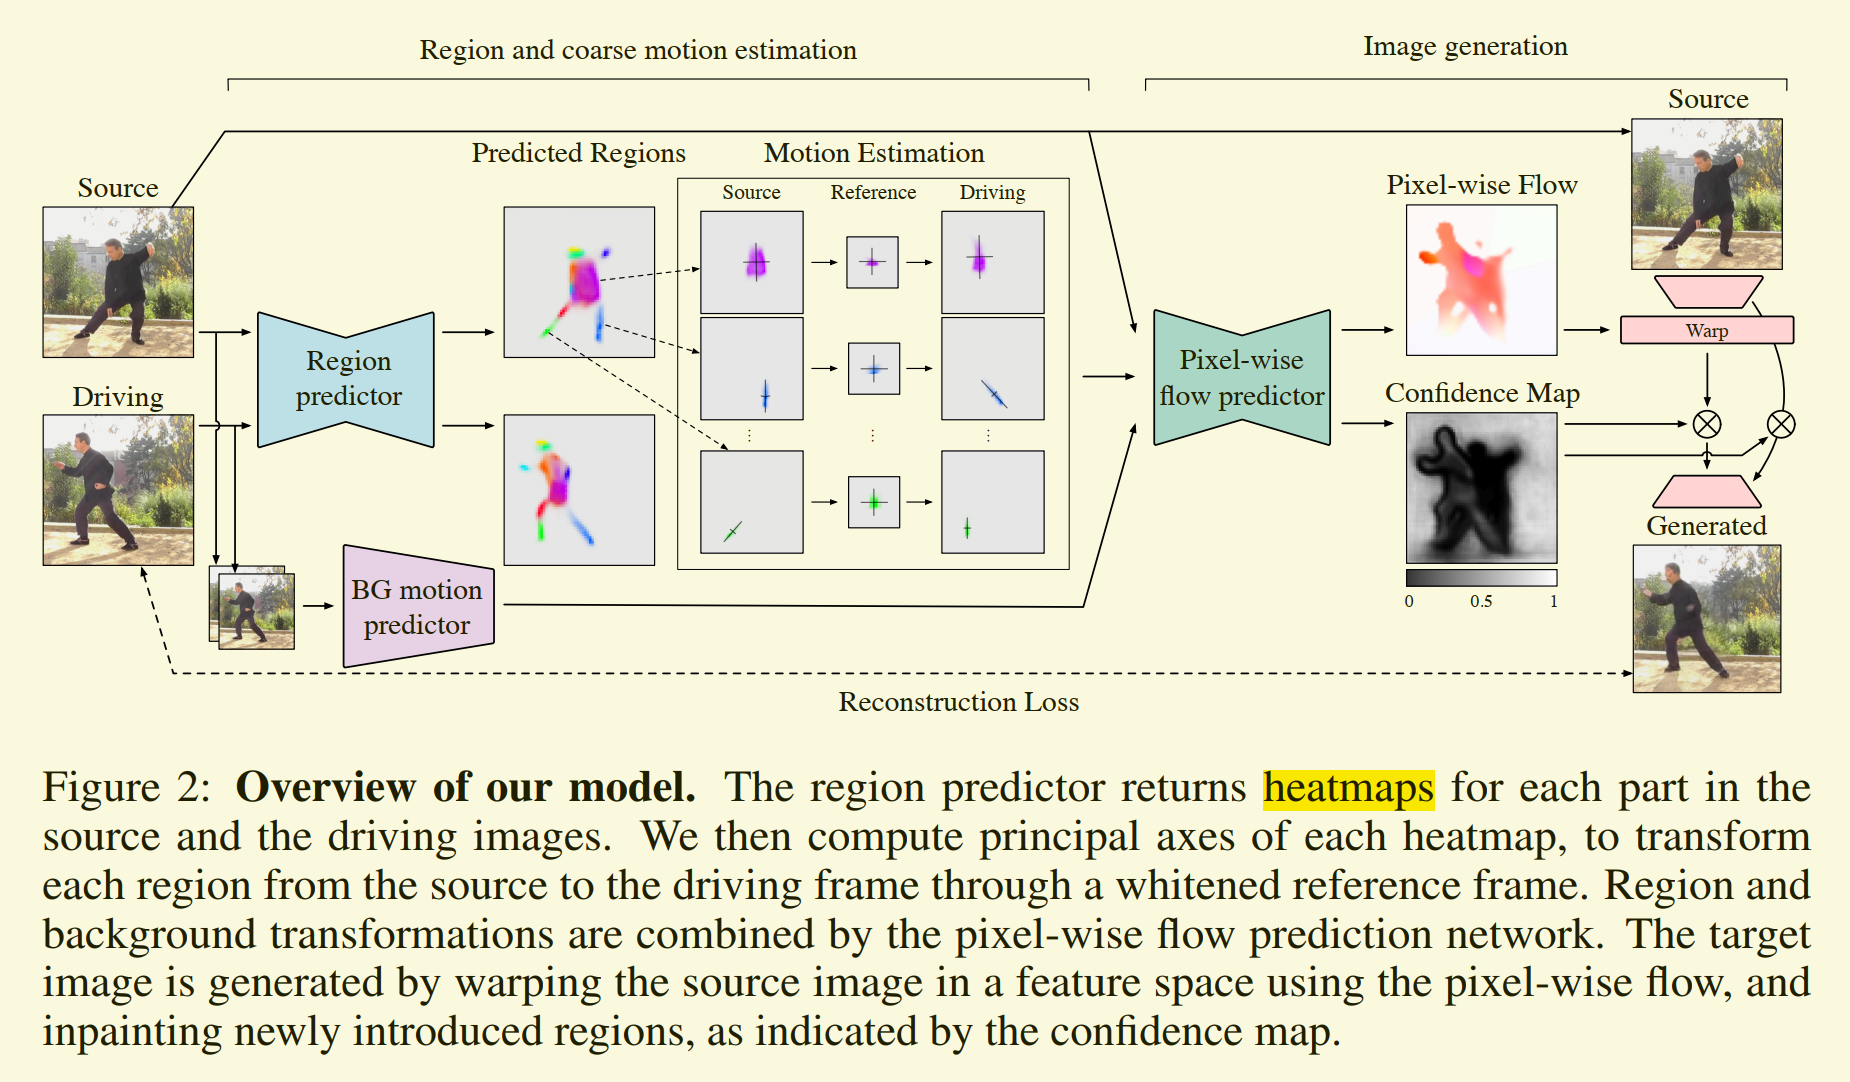 Region and coarse motion estimation
Image generation
Source
Predicted Regions
Motion Estimation
Source
Source
Reference
Driving
Pixel-wise Flow
Region
predictor
Pixel-wise
flow predictor
Warp
Driving
Confidence Map
Generated
BG motion
predictor
0
0.5
1
Reconstruction Loss
Figure 2: Overview of our model. The region predictor returns heatmaps for each part in the
source and the driving images. We then compute principal axes of each heatmap, to transform
each region from the source to the driving frame through a whitened reference frame. Region and
background transformations are combined by the pixel-wise flow prediction network. The target
image is generated by warping the source image in a feature space using the pixel-wise flow, and
inpainting newly introduced regions, as indicated by the confidence map.